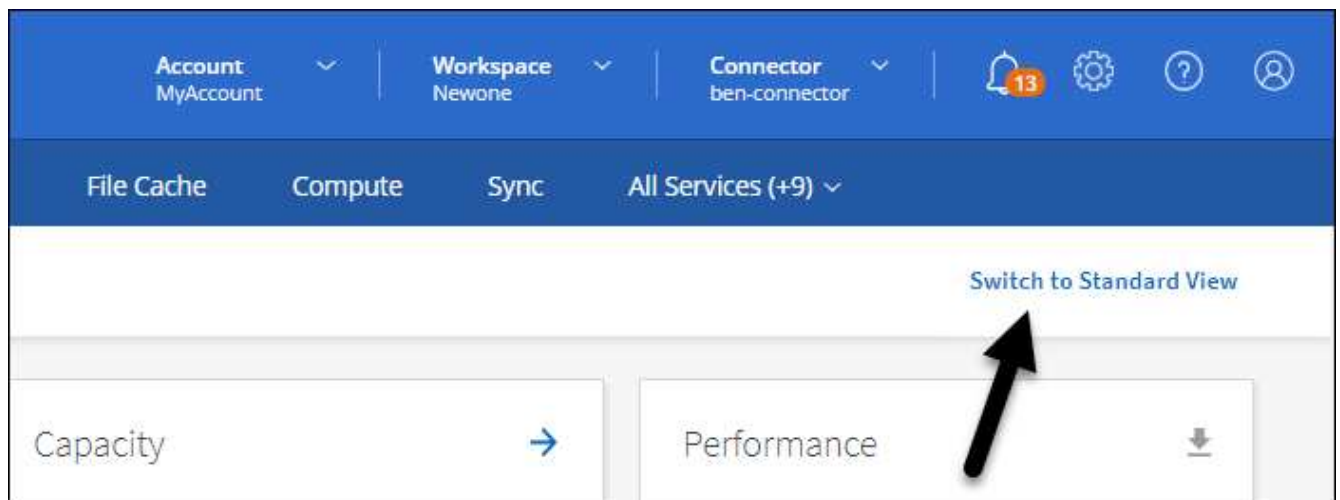 Account Workspace Connector
MyAccount Newone ben-connector 13 ?
File Cache Compute Sync All Services (+9)
Switch to Standard View
Capacity Performance